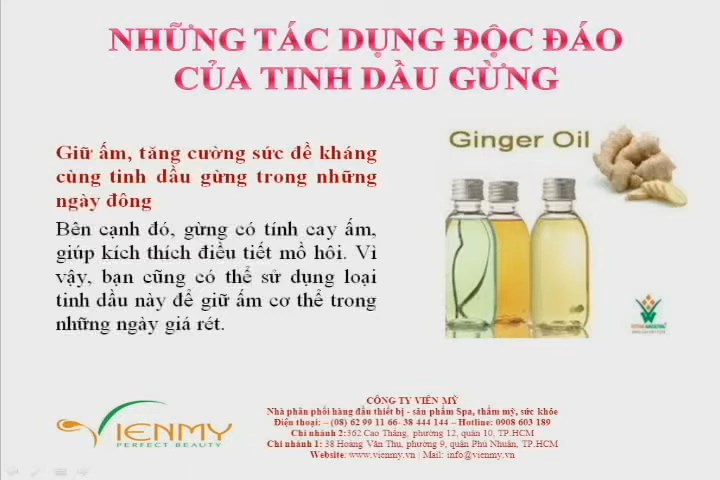 NHỮNG TÁC DỤNG ĐỘC ĐÁO
CỦA TINH DẦU GỪNG
Giữ ấm, tăng cường sức đề kháng
cùng tinh dầu gừng trong những
ngày đông
Bên cạnh đó, gừng có tính cay ấm,
giúp kích thích điều tiết mồ hôi. Vì
vậy, bạn cũng có thể sử dụng loại
tinh dầu này để giữ ấm cơ thể trong
những ngày giá rét.
Ginger Oil
VIENMY
PERFECT BEAUTY
CÔNG TY VIÊN MỸ
Nhà phân phối hàng đầu thiết bị - sản phẩm Spa, thẩm mỹ, sức khỏe
Điện thoại: – (08) 62 99 11 66- 38 444 144 – Hotline: 0908 603 189
Chi nhánh 2: 362 Cao Thắng, phường 12, quận 10, TP.HCM
Chi nhánh 1: 38 Hoàng Văn Thụ, phường 9, quận Phú Nhuận, TP.HCM
Website: www.vienmy.vn | Mail: info@vienmy.vn